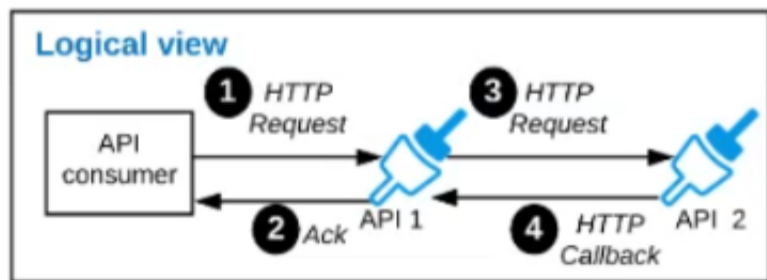 Logical view
1 HTTP
Request
3 HTTP
Request
API
consumer
2 Ack
API 1
4 HTTP
Callback
API 2